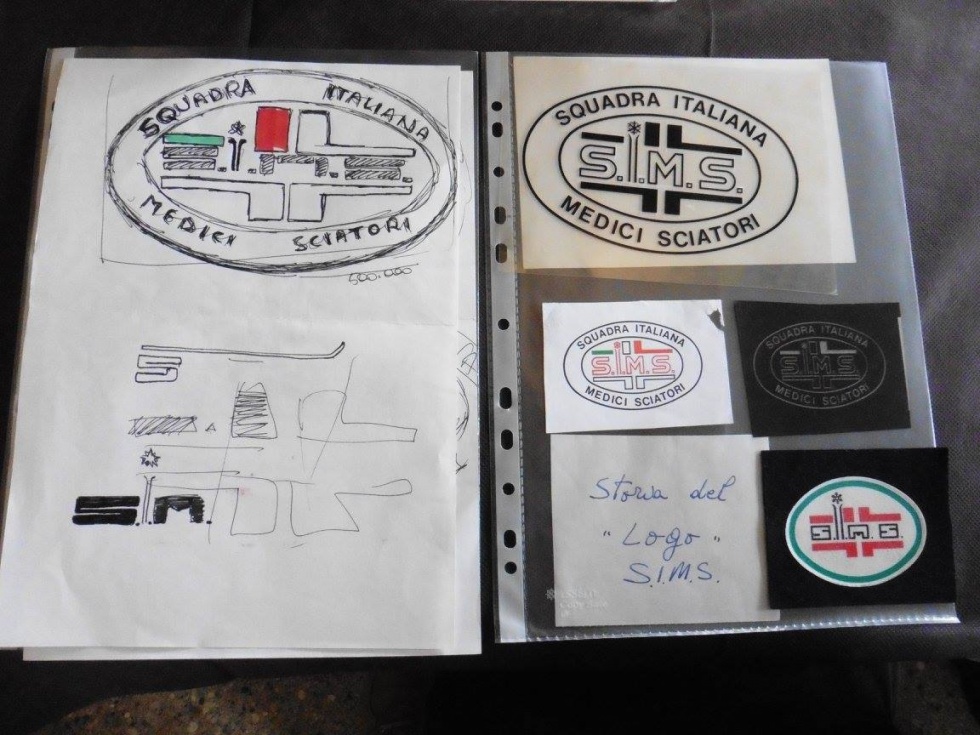 SQUADRA ITALIANA
S.I.M.S.
MEDICI SCIATORI
500.000
S
S.I.M.
SQUADRA ITALIANA
S.I.M.S.
MEDICI SCIATORI
SQUADRA ITALIANA
S.I.M.S.
MEDICI SCIATORI
SQUADRA ITALIANA
S.I.M.S.
MEDICI SCIATORI
Storia del
"Logo"
S.I.M.S.
S.I.M.S.